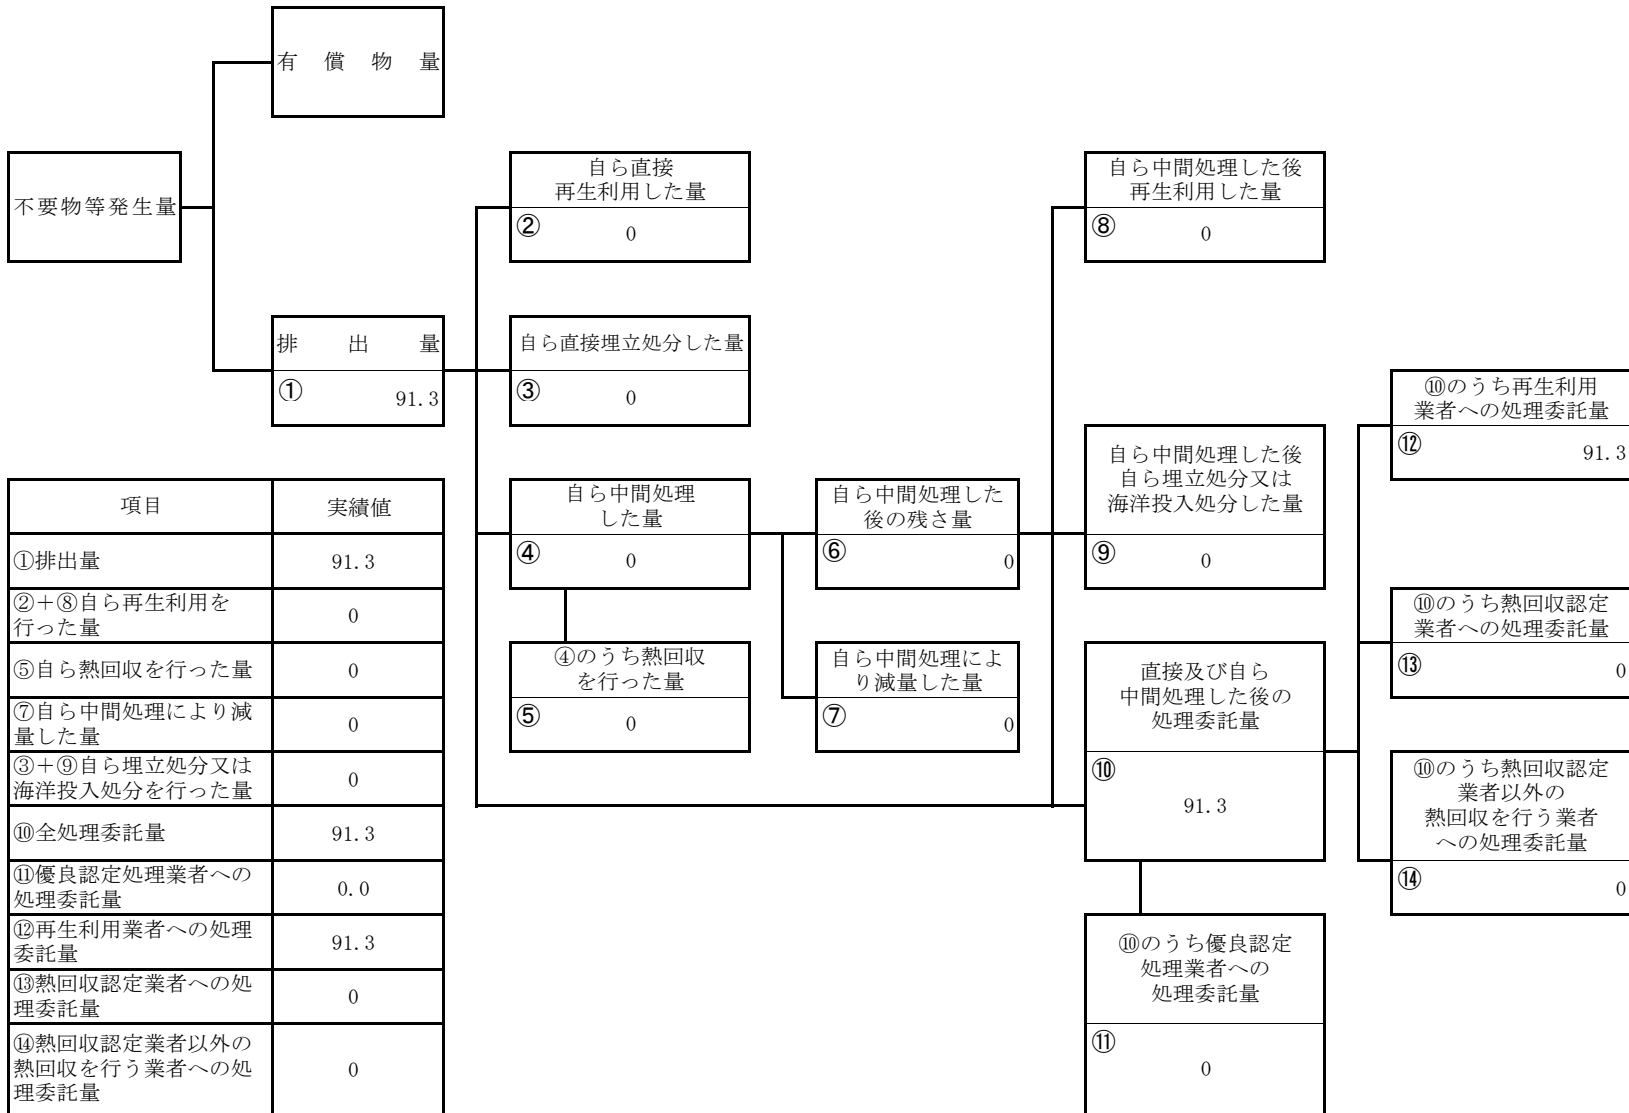 有償物量
不要物等発生量
排出量
① 91.3
自ら直接
再生利用した量
② 0
自ら直接埋立処分した量
③ 0
自ら中間処理
した量
④ 0
④のうち熱回収
を行った量
⑤ 0
自ら中間処理した
後の残さ量
⑥ 0
自ら中間処理によ
り減量した量
⑦ 0
自ら中間処理した後
再生利用した量
⑧ 0
自ら中間処理した後
自ら埋立処分又は
海洋投入処分した量
⑨ 0
直接及び自ら
中間処理した後の
処理委託量
⑩
91.3
⑩のうち優良認定
処理業者への
処理委託量
⑪
0
⑩のうち再生利用
業者への処理委託量
⑫ 91.3
⑩のうち熱回収認定
業者への処理委託量
⑬ 0
⑩のうち熱回収認定
業者以外の
熱回収を行う業者
への処理委託量
⑭ 0
項目 実績値
①排出量 91.3
②+⑧自ら再生利用を
行った量 0
⑤自ら熱回収を行った量 0
⑦自ら中間処理により減
量した量 0
③+⑨自ら埋立処分又は
海洋投入処分を行った量 0
⑩全処理委託量 91.3
⑪優良認定処理業者への
処理委託量 0.0
⑫再生利用業者への処理
委託量 91.3
⑬熱回収認定業者への処
理委託量 0
⑭熱回収認定業者以外の
熱回収を行う業者への処
理委託量 0